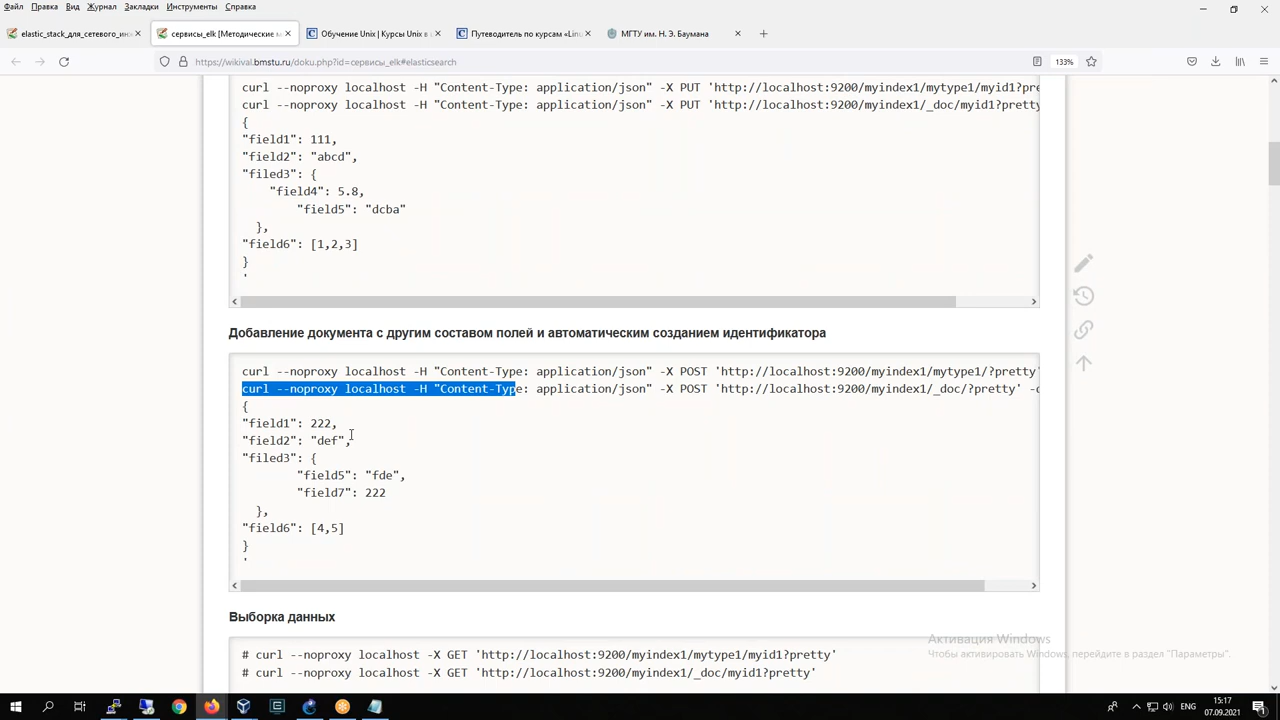 Файл Правка Вид Журнал Закладки Инструменты Справка
elastic_stack_для_сетевого_ин
сервисы_elk [Методические м
Обучение Unix | Курсы Unix в
Путеводитель по курсам «Lin
МГТУ им. Н. Э. Баумана
https://wikival.bmstu.ru/doku.php?id=сервисы_elk#elasticsearch
133%
curl --noproxy localhost -H "Content-Type: application/json" -X PUT 'http://localhost:9200/myindex1/mytype1/myid1?pre
curl --noproxy localhost -H "Content-Type: application/json" -X PUT 'http://localhost:9200/myindex1/_doc/myid1?pretty
{
"field1": 111,
"field2": "abcd",
"filed3": {
"field4": 5.8,
"field5": "dcba"
},
"field6": [1,2,3]
}
'
Добавление документа с другим составом полей и автоматическим созданием идентификатора
curl --noproxy localhost -H "Content-Type: application/json" -X POST 'http://localhost:9200/myindex1/mytype1/?pretty'
curl --noproxy localhost -H "Content-Type: application/json" -X POST 'http://localhost:9200/myindex1/_doc/?pretty' -d
{
"field1": 222,
"field2": "def",
"filed3": {
"field5": "fde",
"field7": 222
},
"field6": [4,5]
}
'
Выборка данных
# curl --noproxy localhost -X GET 'http://localhost:9200/myindex1/mytype1/myid1?pretty'
# curl --noproxy localhost -X GET 'http://localhost:9200/myindex1/_doc/myid1?pretty'
Активация Windows
Чтобы активировать Windows, перейдите в раздел "Параметры".
ENG
15:17
07.09.2021